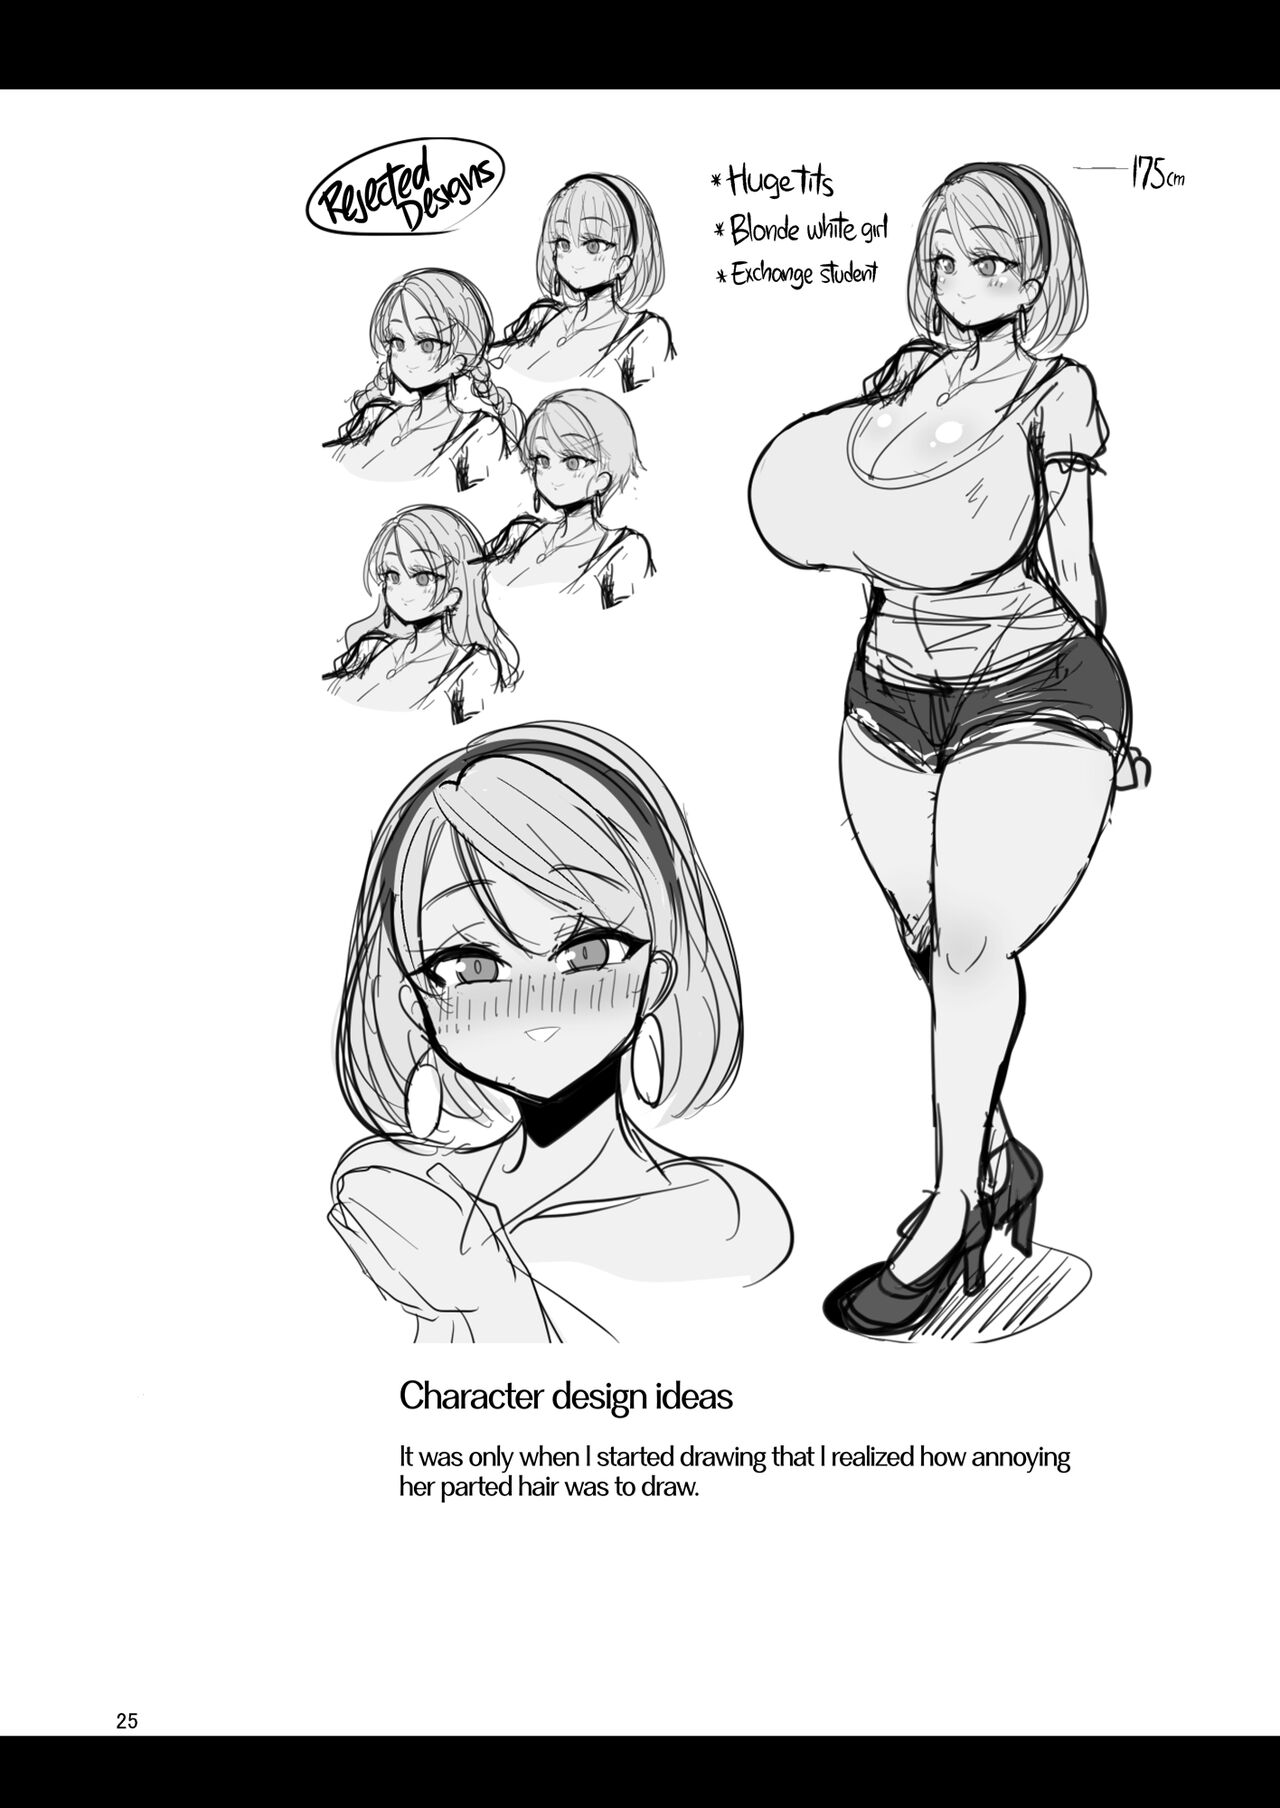 Rejected
Designs
* Huge Tits
* Blonde white girl
* Exchange student
175cm
Character design ideas
It was only when I started drawing that I realized how annoying
her parted hair was to draw.
25